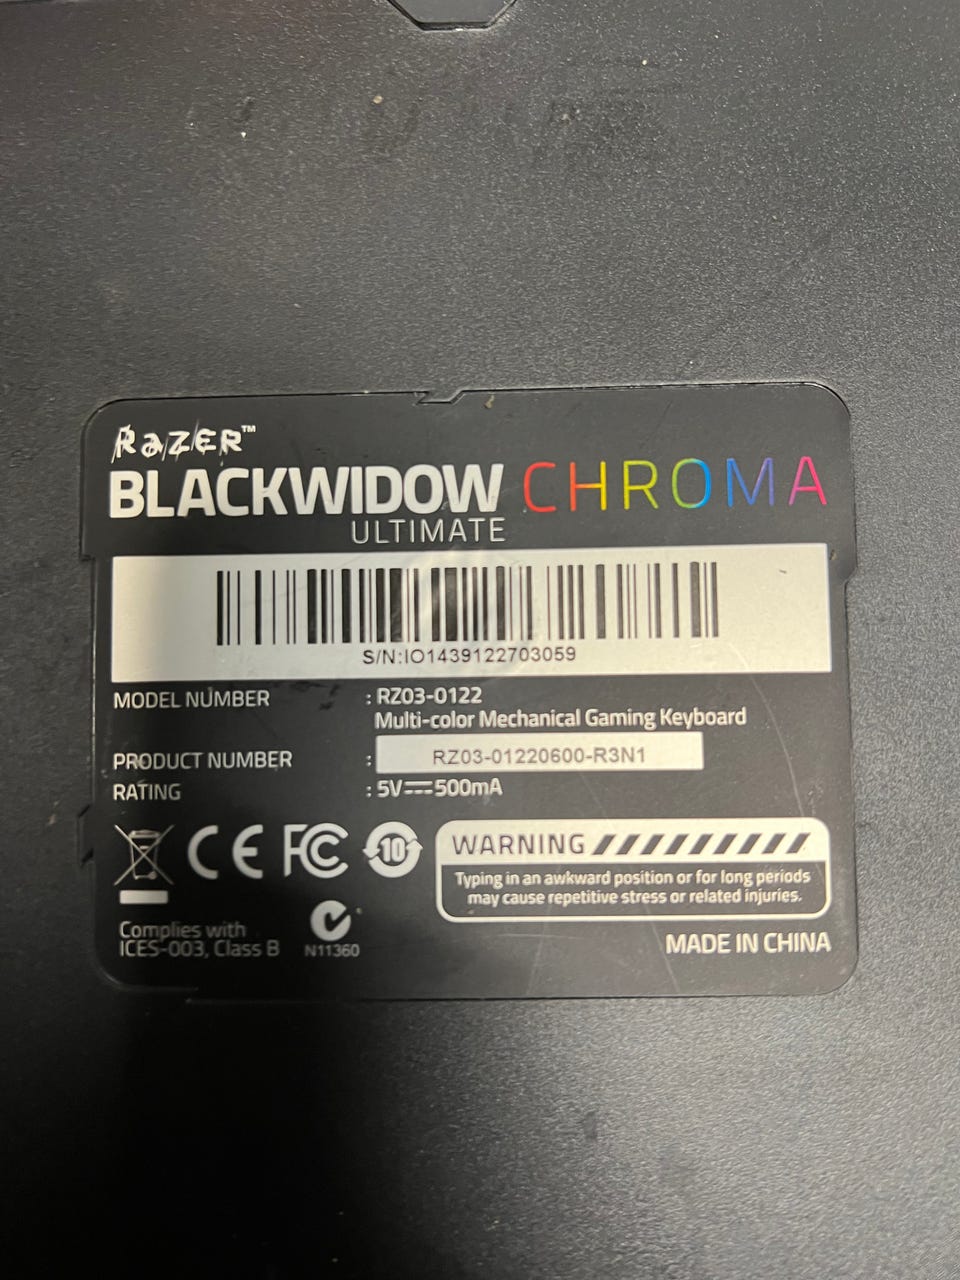 RAZER™
BLACKWIDOW CHROMA
ULTIMATE
S/N:IO1439122703059
MODEL NUMBER : RZ03-0122
Multi-color Mechanical Gaming Keyboard
PRODUCT NUMBER : RZ03-01220600-R3N1
RATING : 5V⎓500mA
CE FC 10
WARNING
Typing in an awkward position or for long periods
may cause repetitive stress or related injuries.
Complies with
ICES-003, Class B
N11360
MADE IN CHINA